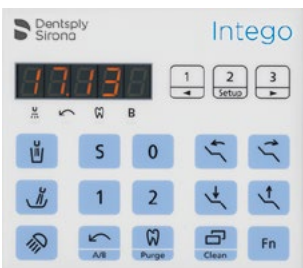 Dentsply
Sirona
Intego
17.13
1 2 3
Setup
B
S 0
1 2
A/B Purge Clean Fn